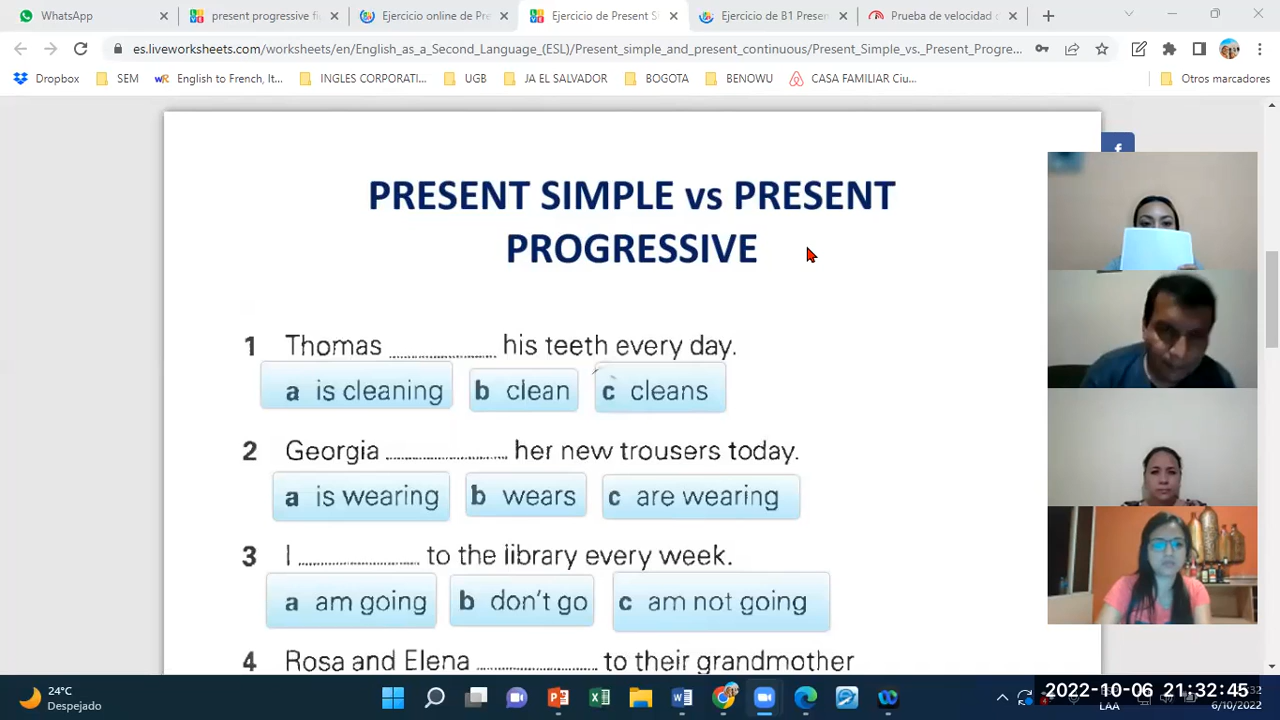 WhatsApp
present progressive fi
Ejercicio online de Pre
Ejercicio de Present S
Ejercicio de B1 Presen
Prueba de velocidad
es.liveworksheets.com/worksheets/en/English_as_a_Second_Language_(ESL)/Present_simple_and_present_continuous/Present_Simple_vs._Present_Progre...
Dropbox SEM English to French, It... INGLES CORPORATI... UGB JA EL SALVADOR BOGOTA BENOWU CASA FAMILIAR Ciu... Otros marcadores
PRESENT SIMPLE vs PRESENT
PROGRESSIVE
1 Thomas .................... his teeth every day.
a is cleaning b clean c cleans
2 Georgia .................... her new trousers today.
a is wearing b wears c are wearing
3 I .................... to the library every week.
a am going b don't go c am not going
4 Rosa and Elena .................... to their grandmother
24°C
Despejado
2022-10-06 21:32:45
LAA 6/10/2022